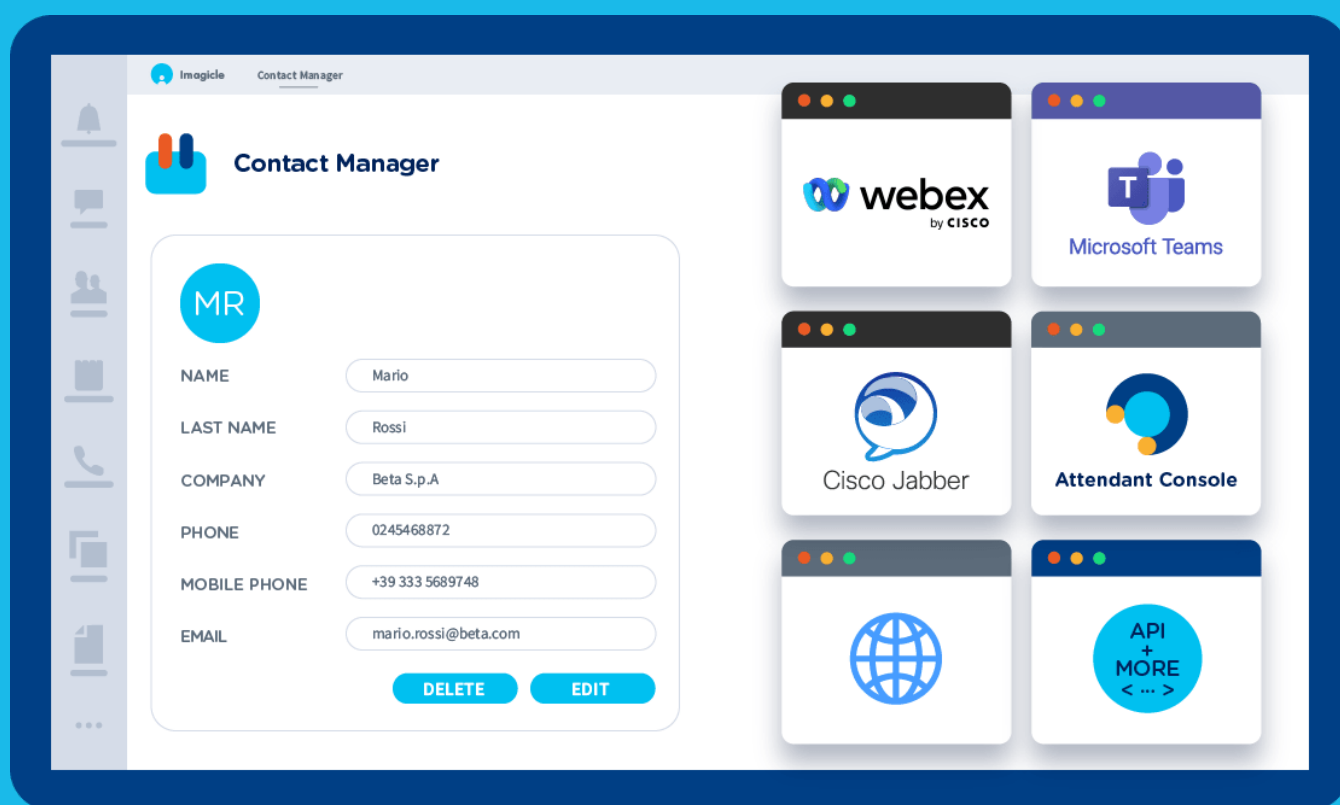 Imagicle Contact Manager
Contact Manager
MR
NAME Mario
LAST NAME Rossi
COMPANY Beta S.p.A
PHONE 0245468872
MOBILE PHONE +39 333 5689748
EMAIL mario.rossi@beta.com
DELETE EDIT
webex
by CISCO
T
Microsoft Teams
Cisco Jabber
Attendant Console
API
+
MORE
< ... >